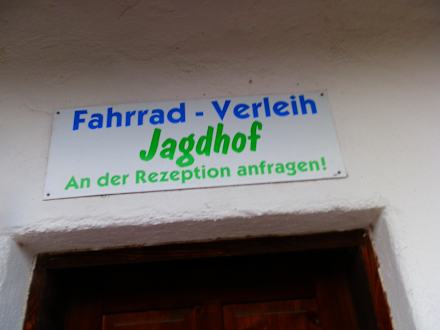 Fahrrad - Verleih
Jagdhof
An der Rezeption anfragen!